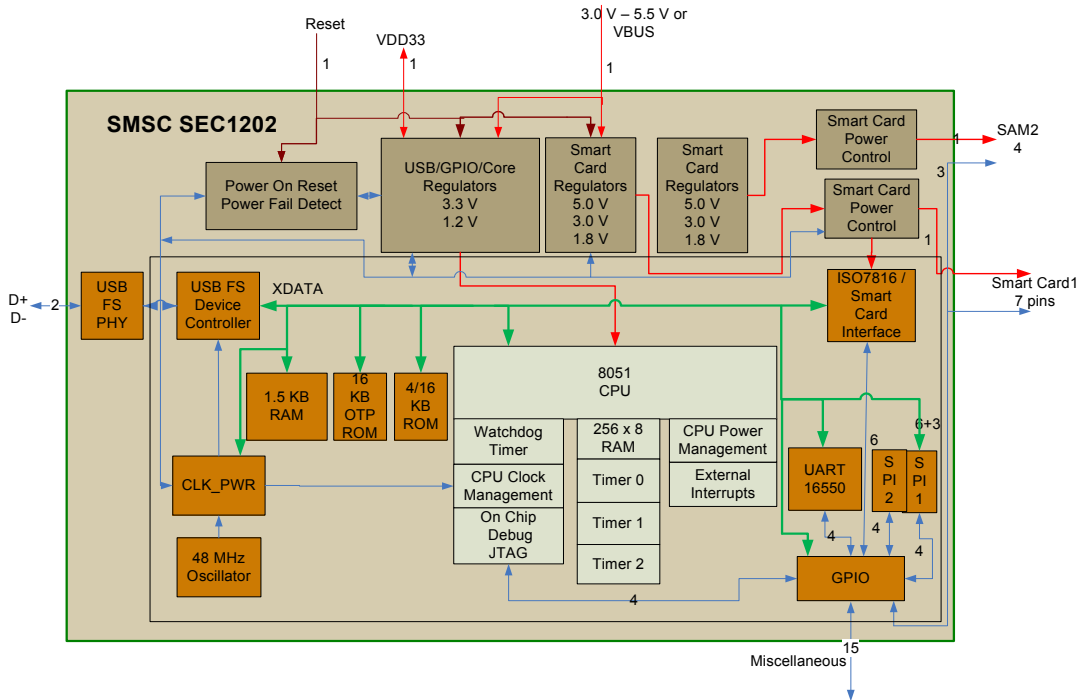 Reset
3.0 V – 5.5 V or
VBUS
VDD33
1
1
1
SMSC SEC1202
Smart Card
Power
Control
1
SAM2
4
3
USB/GPIO/Core
Regulators
3.3 V
1.2 V
Smart
Card
Regulators
5.0 V
3.0 V
1.8 V
Smart
Card
Regulators
5.0 V
3.0 V
1.8 V
Power On Reset
Power Fail Detect
Smart Card
Power
Control
1
D+
D-
2
USB
FS
PHY
USB FS
Device
Controller
XDATA
ISO7816 /
Smart
Card
Interface
Smart Card1
7 pins
1.5 KB
RAM
16
KB
OTP
ROM
4/16
KB
ROM
8051
CPU
Watchdog
Timer
256 x 8
RAM
CPU Power
Management
CPU Clock
Management
Timer 0
External
Interrupts
On Chip
Debug
JTAG
Timer 1
Timer 2
CLK_PWR
48 MHz
Oscillator
6
6+3
UART
16550
S
PI
2
S
PI
1
4
4
4
GPIO
4
15
Miscellaneous